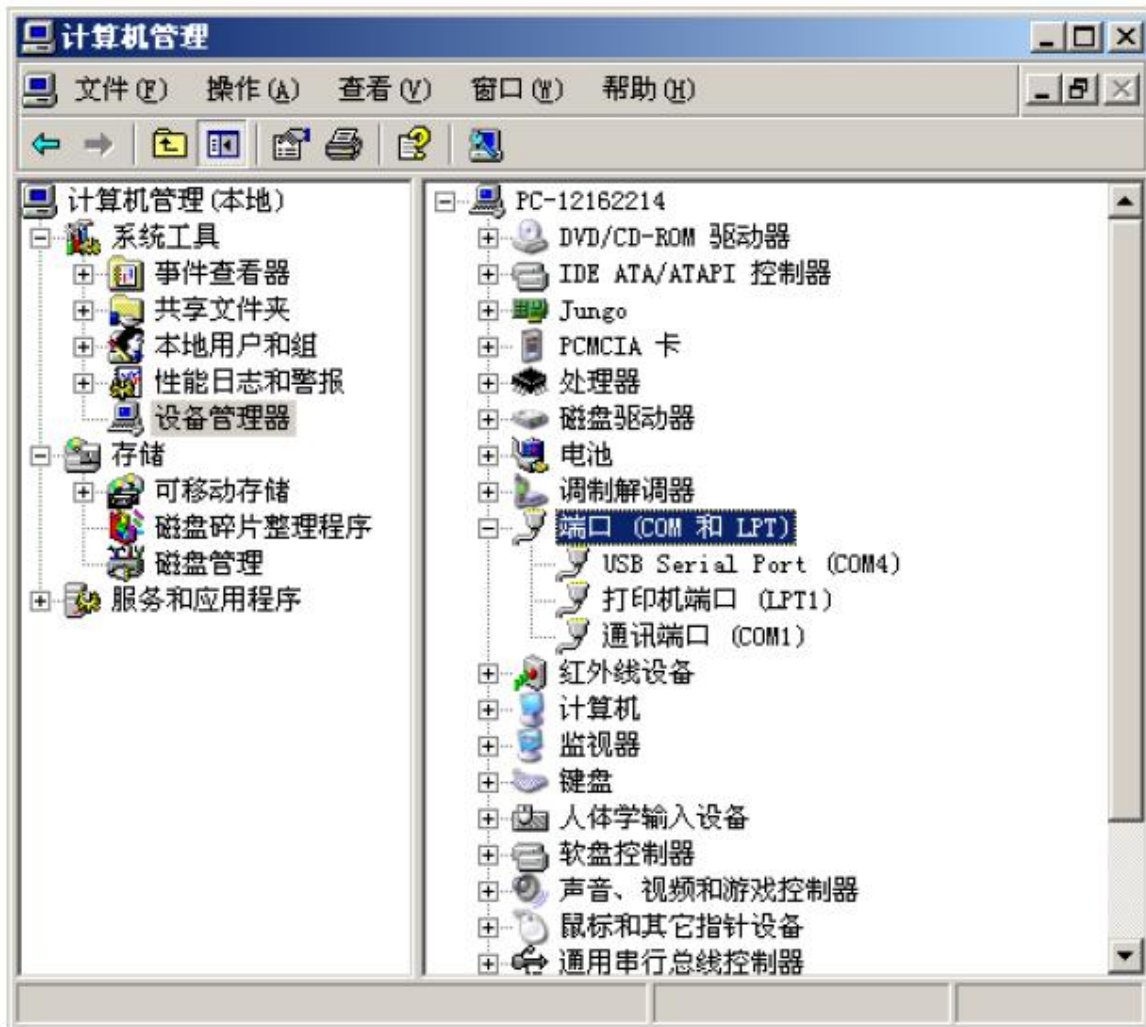 计算机管理
文件(F) 操作(A) 查看(V) 窗口(W) 帮助(H)
计算机管理(本地)
系统工具
事件查看器
共享文件夹
本地用户和组
性能日志和警报
设备管理器
存储
可移动存储
磁盘碎片整理程序
磁盘管理
服务和应用程序
PC-12162214
DVD/CD-ROM 驱动器
IDE ATA/ATAPI 控制器
Jungo
PCMCIA 卡
处理器
磁盘驱动器
电池
调制解调器
端口 (COM 和 LPT)
USB Serial Port (COM4)
打印机端口 (LPT1)
通讯端口 (COM1)
红外线设备
计算机
监视器
键盘
人体学输入设备
软盘控制器
声音、视频和游戏控制器
鼠标和其它指针设备
通用串行总线控制器